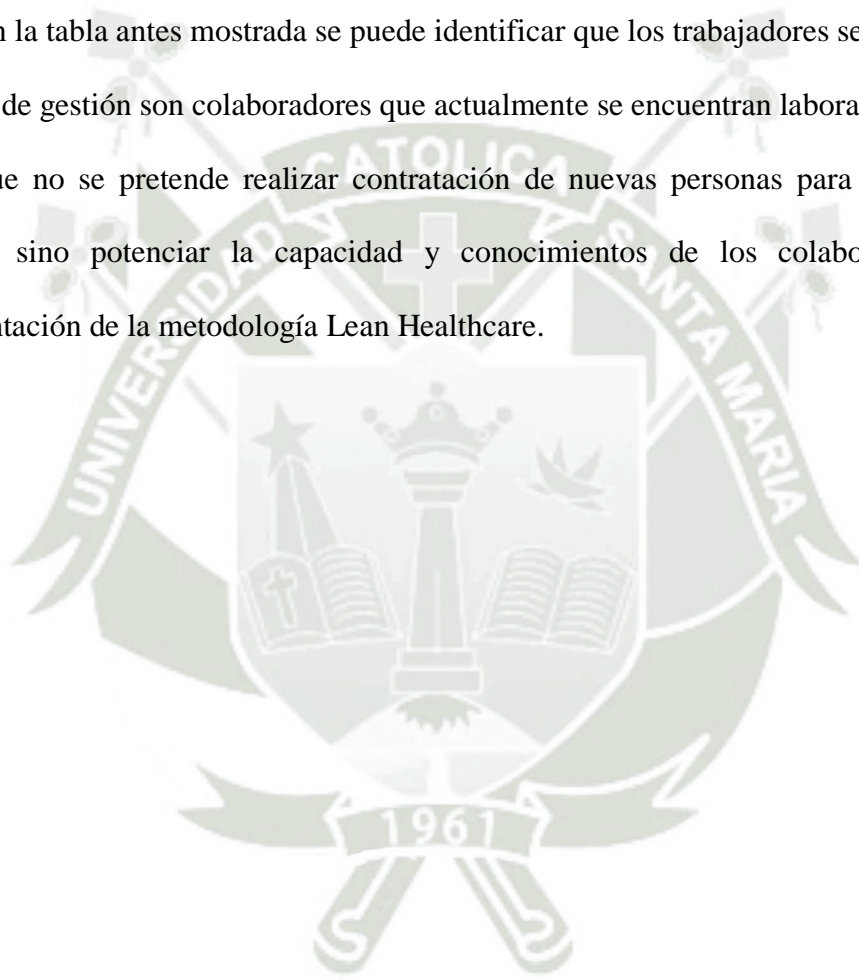 n la tabla antes mostrada se puede identificar que los trabajadores se
de gestión son colaboradores que actualmente se encuentran labora
ue no se pretende realizar contratación de nuevas personas para
sino potenciar la capacidad y conocimientos de los colabo
ntación de la metodología Lean Healthcare.
UNIVERSIDAD CATOLICA SANTA MARIA
1961